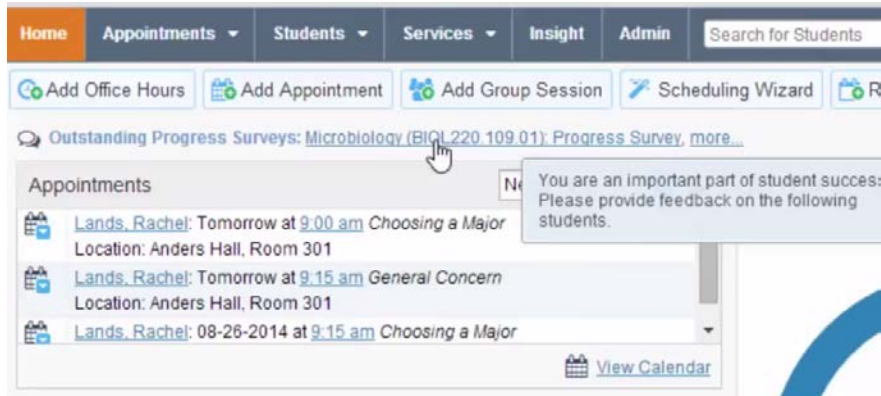 Home Appointments Students Services Insight Admin Search for Students
Add Office Hours Add Appointment Add Group Session Scheduling Wizard R
Outstanding Progress Surveys: Microbiology (BIOL220.109.01): Progress Survey, more...
Appointments Ne
You are an important part of student succes
Please provide feedback on the following
students.
Lands, Rachel: Tomorrow at 9:00 am Choosing a Major
Location: Anders Hall, Room 301
Lands, Rachel: Tomorrow at 9:15 am General Concern
Location: Anders Hall, Room 301
Lands, Rachel: 08-26-2014 at 9:15 am Choosing a Major
View Calendar